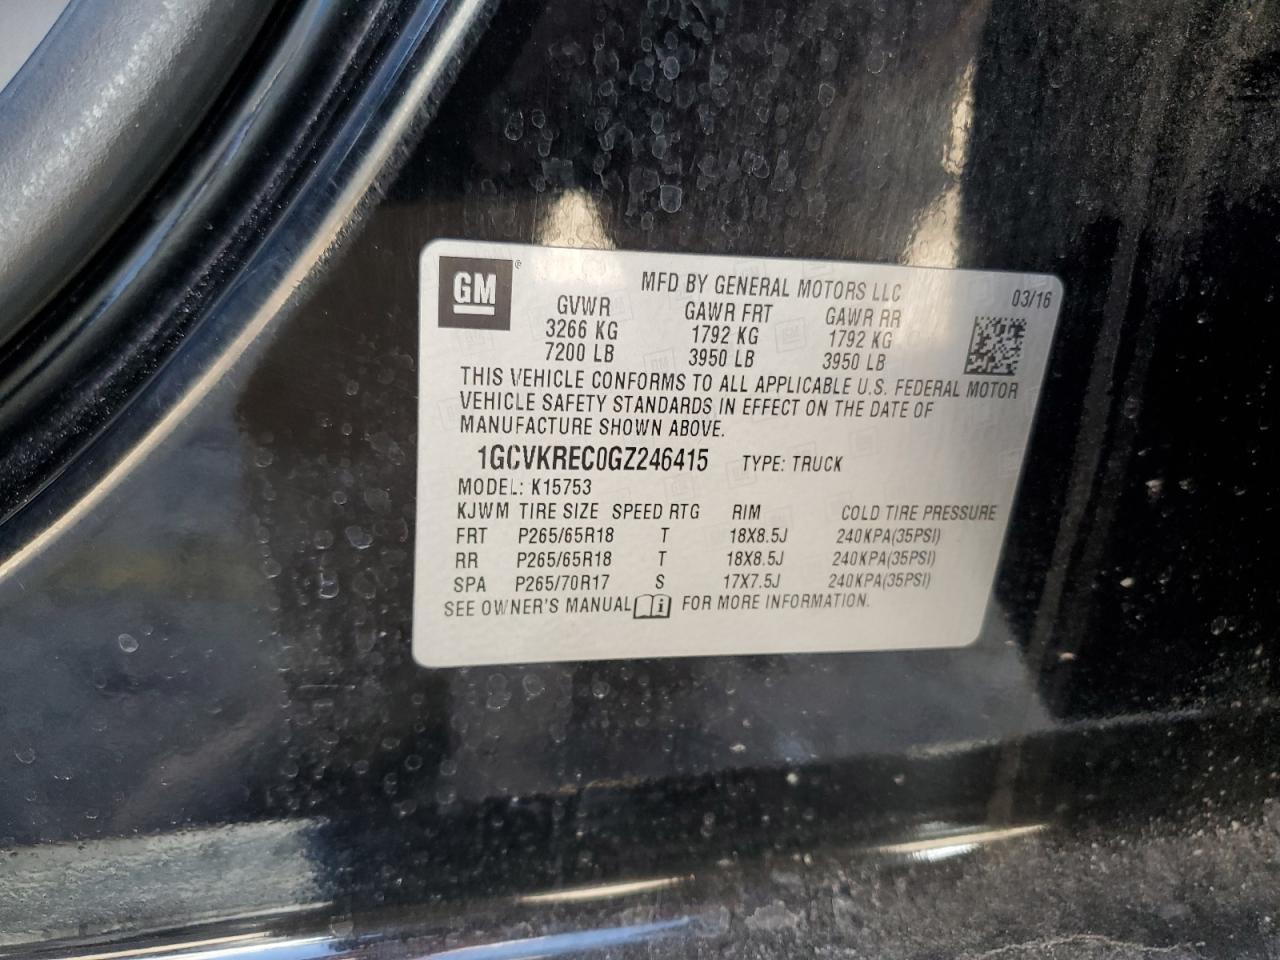 GM
MFD BY GENERAL MOTORS LLC
03/16
GVWR GAWR FRT GAWR RR
3266 KG 1792 KG 1792 KG
7200 LB 3950 LB 3950 LB
THIS VEHICLE CONFORMS TO ALL APPLICABLE U.S. FEDERAL MOTOR
VEHICLE SAFETY STANDARDS IN EFFECT ON THE DATE OF
MANUFACTURE SHOWN ABOVE.
1GCVKREC0GZ246415 TYPE: TRUCK
MODEL: K15753
KJWM TIRE SIZE SPEED RTG RIM COLD TIRE PRESSURE
FRT P265/65R18 T 18X8.5J 240KPA(35PSI)
RR P265/65R18 T 18X8.5J 240KPA(35PSI)
SPA P265/70R17 S 17X7.5J 240KPA(35PSI)
SEE OWNER'S MANUAL FOR MORE INFORMATION.